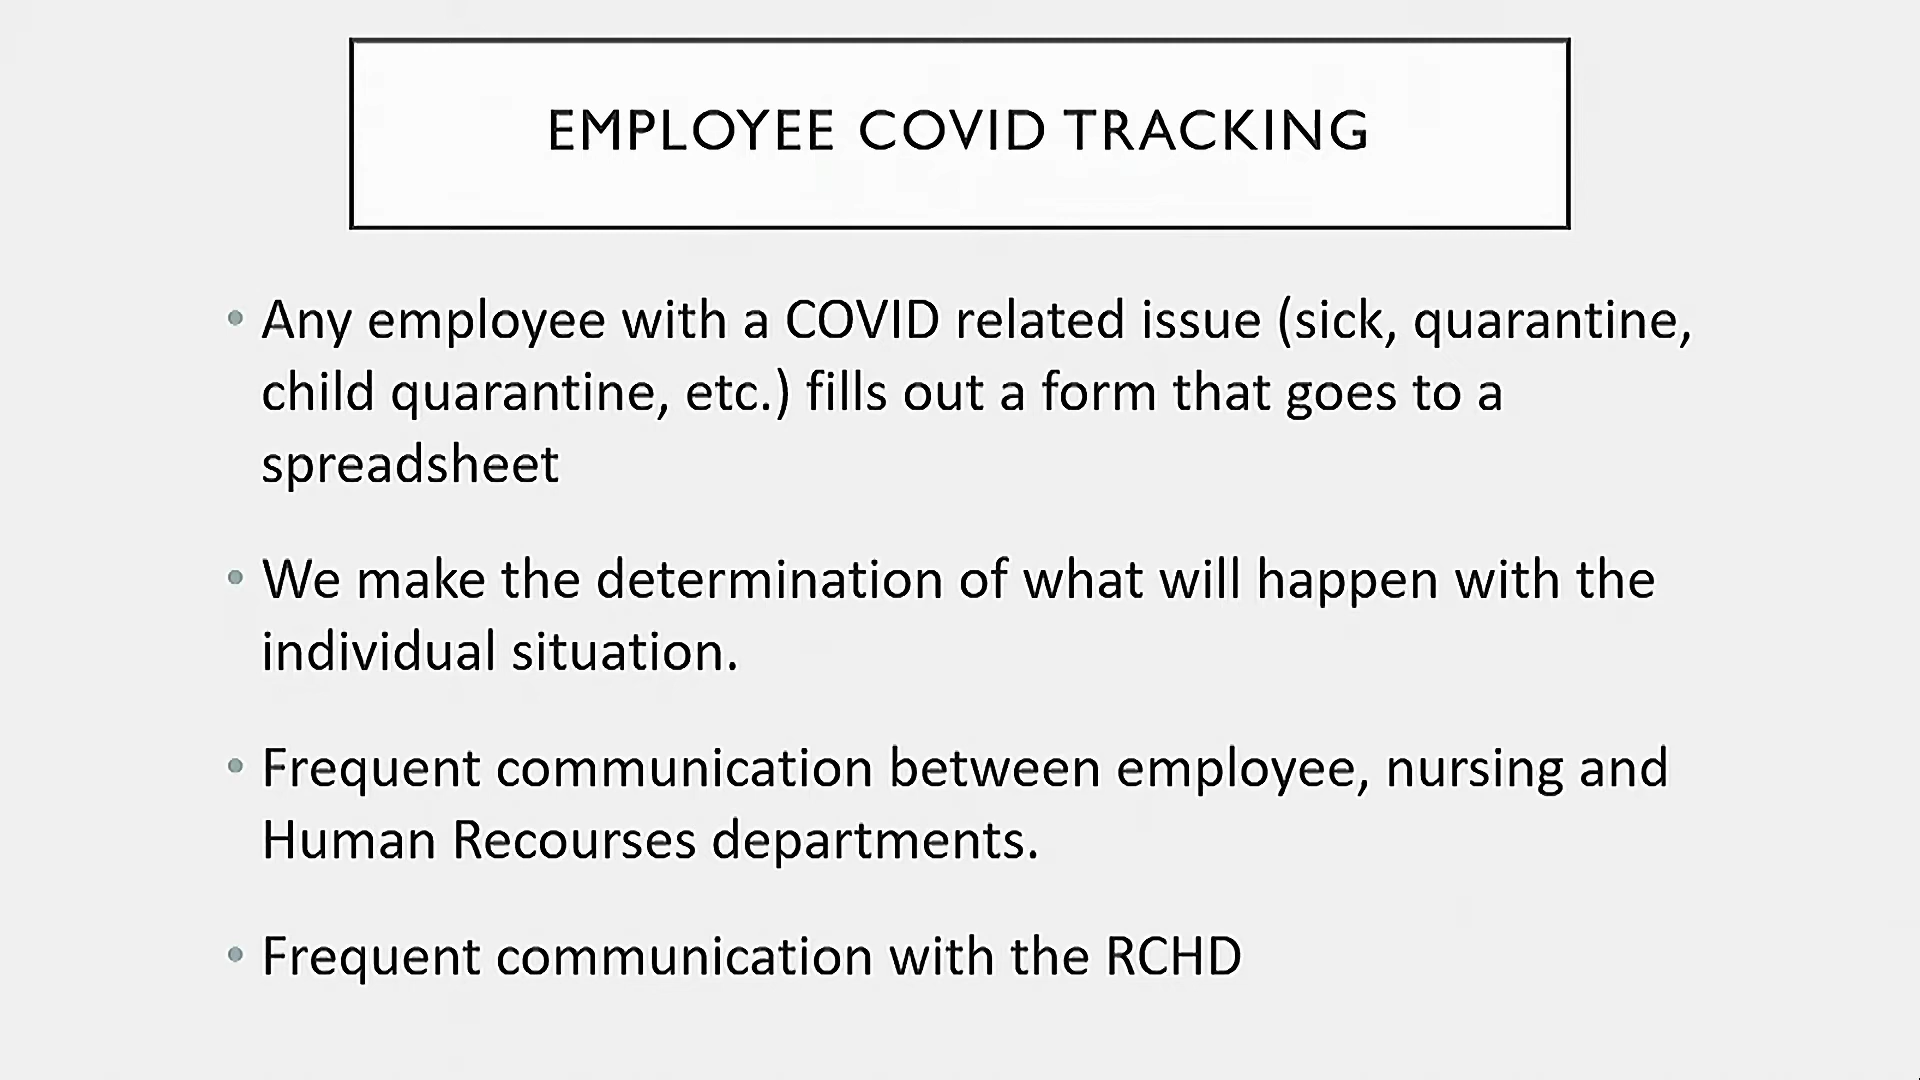 EMPLOYEE COVID TRACKING
• Any employee with a COVID related issue (sick, quarantine,
child quarantine, etc.) fills out a form that goes to a
spreadsheet
• We make the determination of what will happen with the
individual situation.
• Frequent communication between employee, nursing and
Human Recourses departments.
• Frequent communication with the RCHD